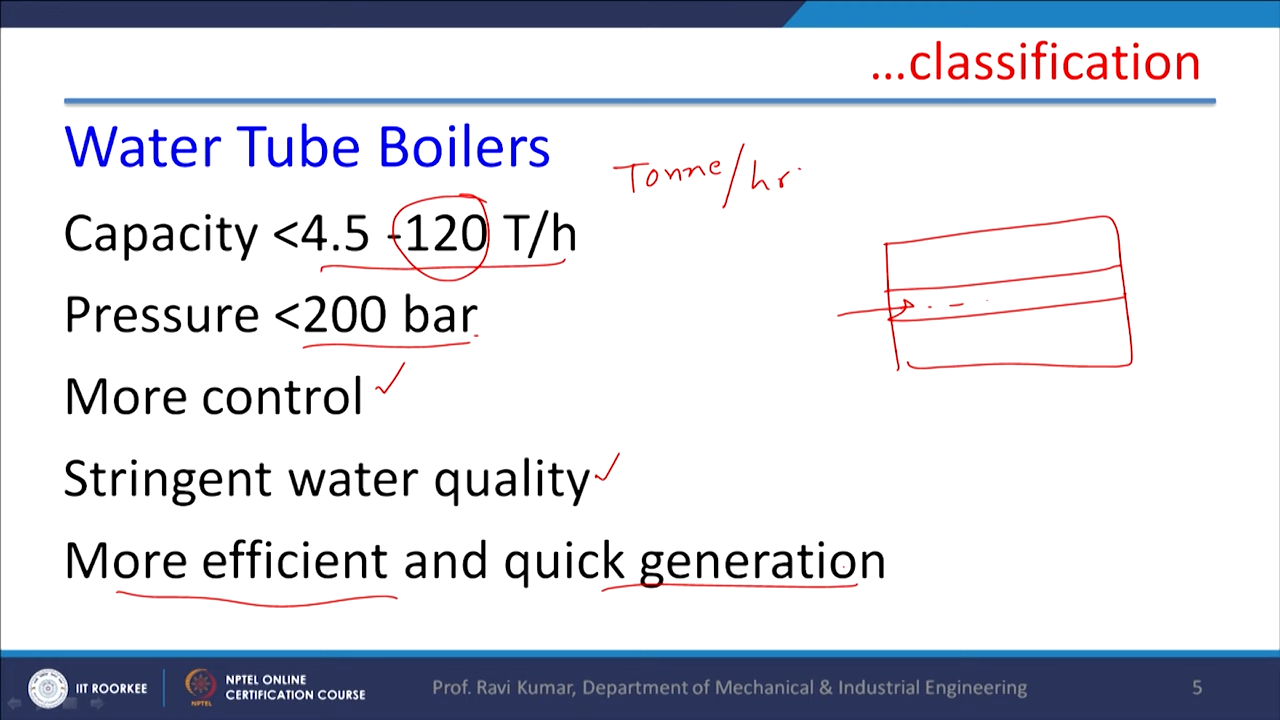 ...classification
Water Tube Boilers
Tonne/hr.
Capacity <4.5 -120 T/h
Pressure <200 bar
More control
Stringent water quality
More efficient and quick generation
IIT ROORKEE
NPTEL ONLINE
CERTIFICATION COURSE
NPTEL
Prof. Ravi Kumar, Department of Mechanical & Industrial Engineering
5